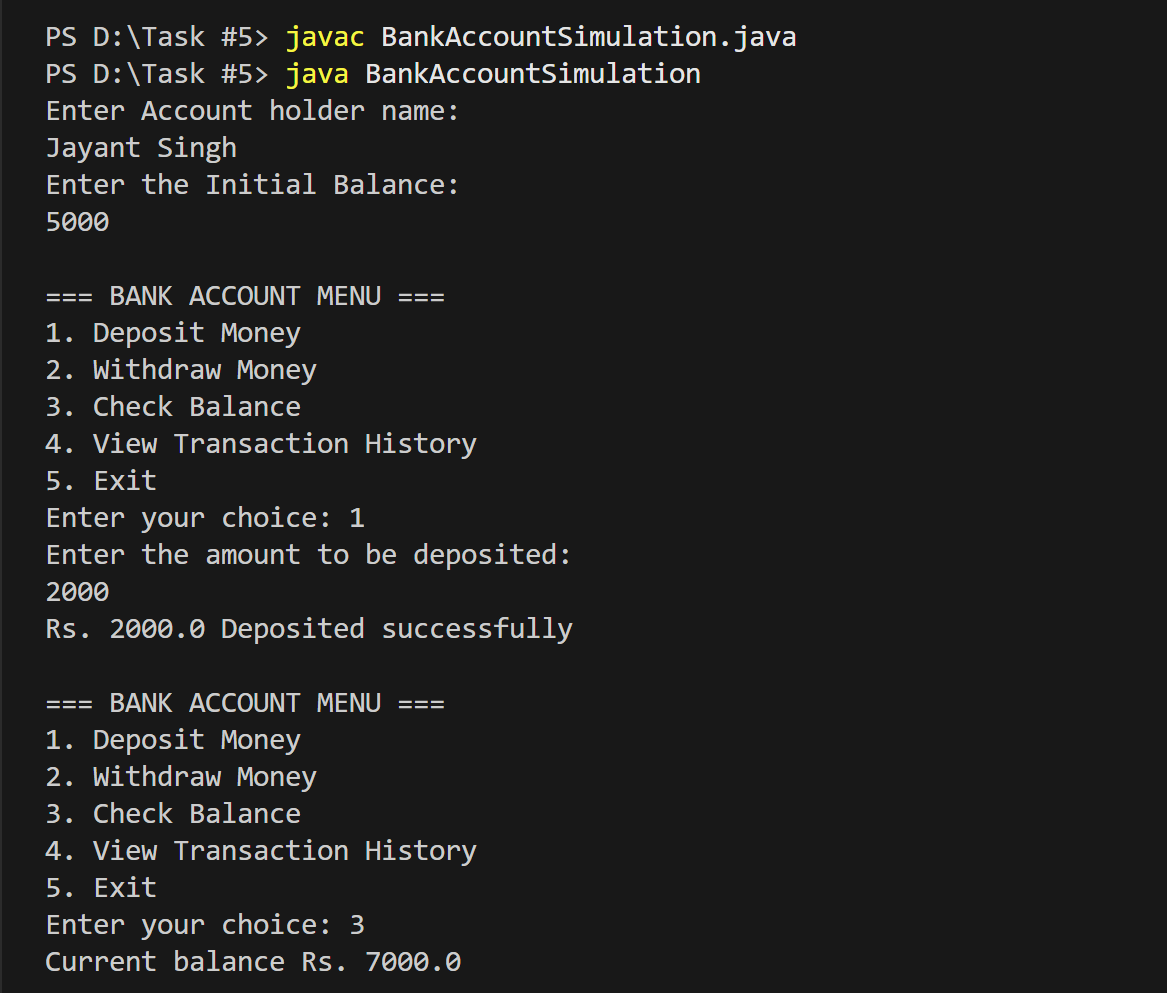 PS D:\Task #5> javac BankAccountSimulation.java
PS D:\Task #5> java BankAccountSimulation
Enter Account holder name:
Jayant Singh
Enter the Initial Balance:
5000
=== BANK ACCOUNT MENU ===
1. Deposit Money
2. Withdraw Money
3. Check Balance
4. View Transaction History
5. Exit
Enter your choice: 1
Enter the amount to be deposited:
2000
Rs. 2000.0 Deposited successfully
=== BANK ACCOUNT MENU ===
1. Deposit Money
2. Withdraw Money
3. Check Balance
4. View Transaction History
5. Exit
Enter your choice: 3
Current balance Rs. 7000.0